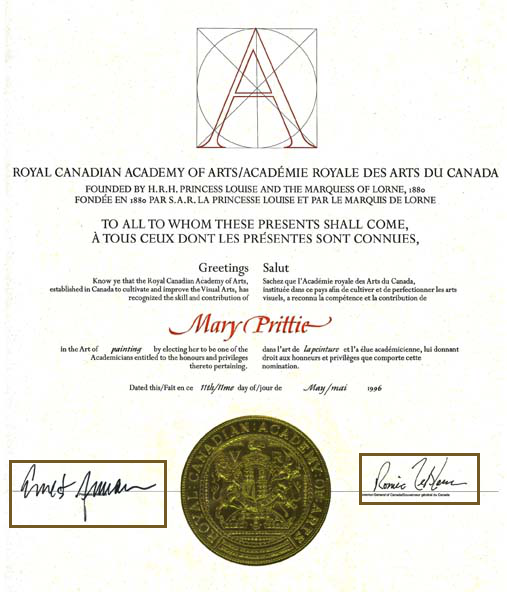 A
ROYAL CANADIAN ACADEMY OF ARTS/ACADÉMIE ROYALE DES ARTS DU CANADA
FOUNDED BY H.R.H. PRINCESS LOUISE AND THE MARQUESS OF LORNE, 1880
FONDÉE EN 1880 PAR S.A.R. LA PRINCESSE LOUISE ET PAR LE MARQUIS DE LORNE
TO ALL TO WHOM THESE PRESENTS SHALL COME,
À TOUS CEUX DONT LES PRÉSENTES SONT CONNUES,
Greetings
Know ye that the Royal Canadian Academy of Arts,
established in Canada to cultivate and improve the Visual Arts, has
recognized the skill and contribution of
Salut
Sachez que l'Académie royale des Arts du Canada,
instituée dans ce pays afin de cultiver et de perfectionner les arts
visuels, a reconnu la compétence et la contribution de
Mary Prittie
in the Art of painting by electing her to be one of the
Academicians entitled to the honours and privileges
thereto pertaining.
dans l'art de la peinture et l'a élue académicienne, lui donnant
droit aux honneurs et privilèges que comporte cette
nomination.
Dated this/Fait en ce 11th/11me day of/jour de May/mai 1996
ROYAL CANADIAN ACADEMY OF ARTS
V R
Ernest
Roméo LeBlanc
Governor General of Canada/Gouverneur général du Canada